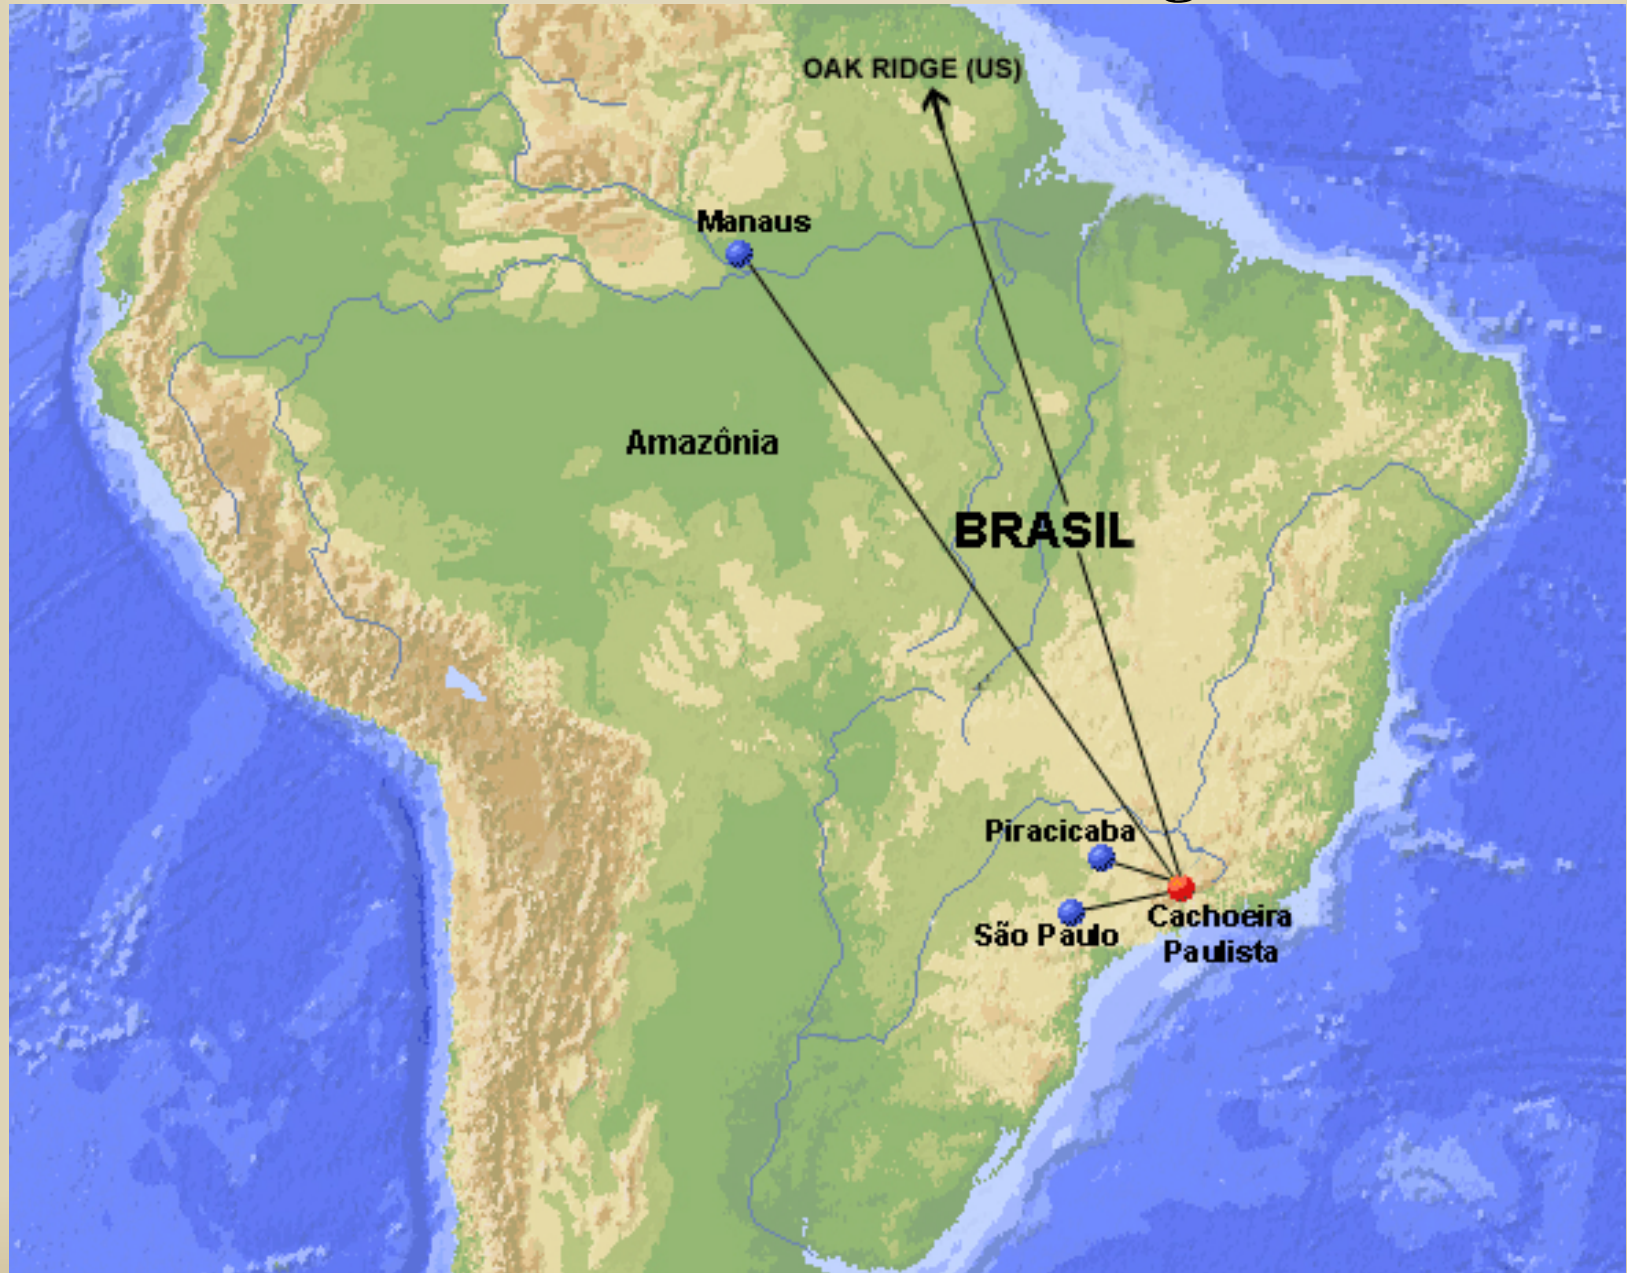 OAK RIDGE (US)
Manaus
Amazônia
BRASIL
Piracicaba
São Paulo
Cachoeira
Paulista